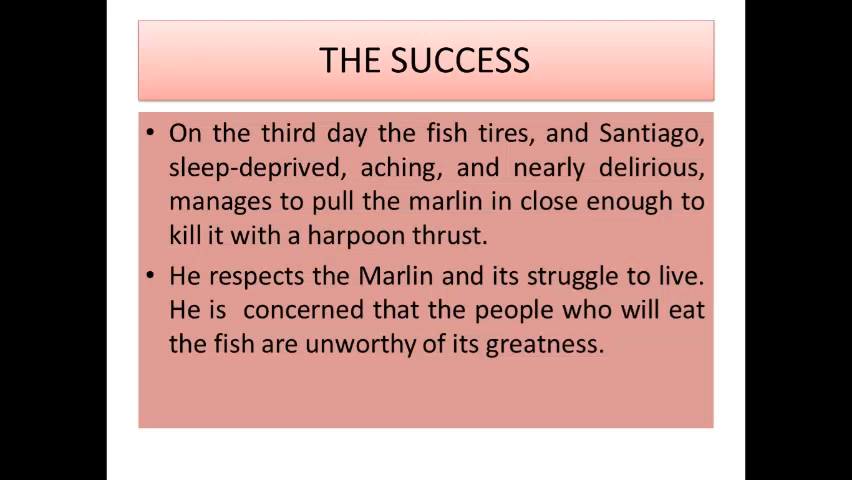 THE SUCCESS
• On the third day the fish tires, and Santiago,
sleep-deprived, aching, and nearly delirious,
manages to pull the marlin in close enough to
kill it with a harpoon thrust.
• He respects the Marlin and its struggle to live.
He is  concerned that the people who will eat
the fish are unworthy of its greatness.